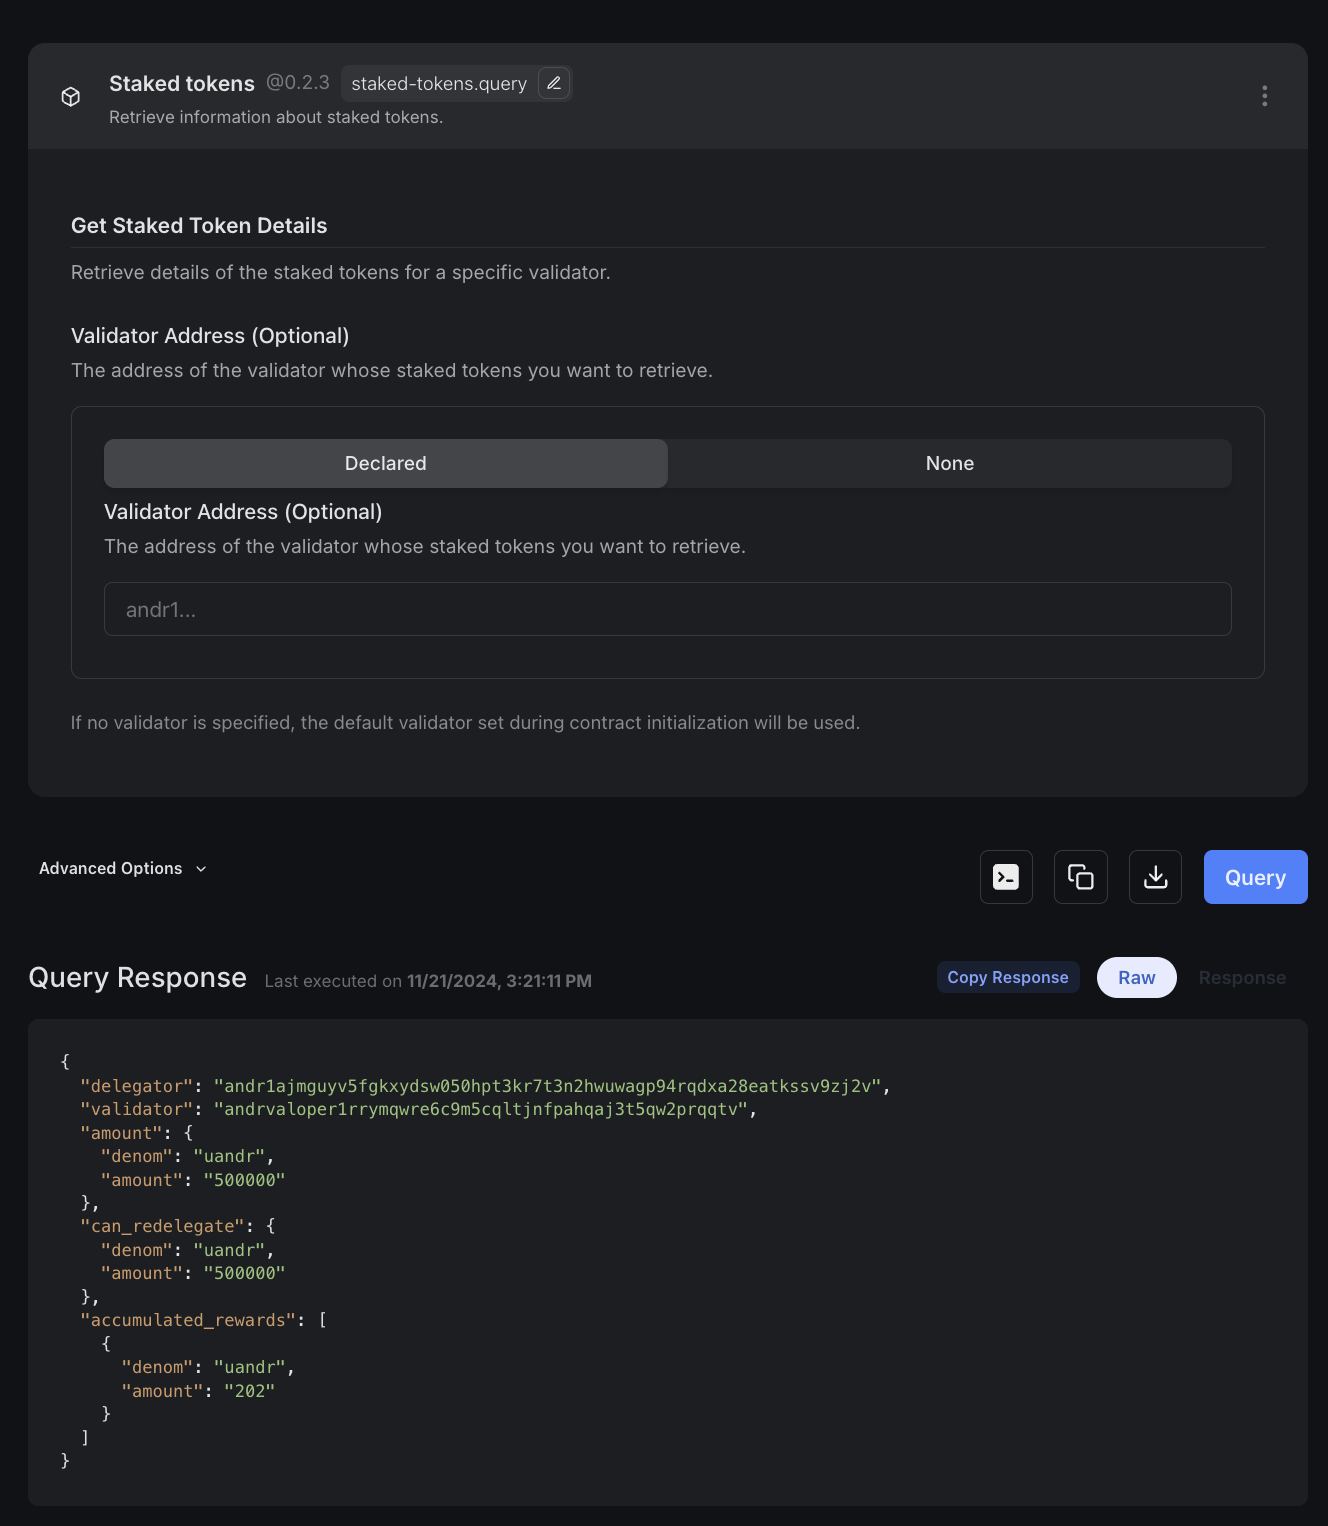 Staked tokens @0.2.3 staked-tokens.query
Retrieve information about staked tokens.
Get Staked Token Details
Retrieve details of the staked tokens for a specific validator.
Validator Address (Optional)
The address of the validator whose staked tokens you want to retrieve.
Declared None
Validator Address (Optional)
The address of the validator whose staked tokens you want to retrieve.
andr1...
If no validator is specified, the default validator set during contract initialization will be used.
Advanced Options Query
Query Response Last executed on 11/21/2024, 3:21:11 PM Copy Response Raw Response
{
"delegator": "andr1ajmguyv5fgkxydsw050hpt3kr7t3n2hwuwagp94rqdxa28eatkssv9zj2v",
"validator": "andrvaloper1rrymqwre6c9m5cqltjnfpahqaj3t5qw2prqqtv",
"amount": {
"denom": "uandr",
"amount": "500000"
},
"can_redelegate": {
"denom": "uandr",
"amount": "500000"
},
"accumulated_rewards": [
{
"denom": "uandr",
"amount": "202"
}
]
}